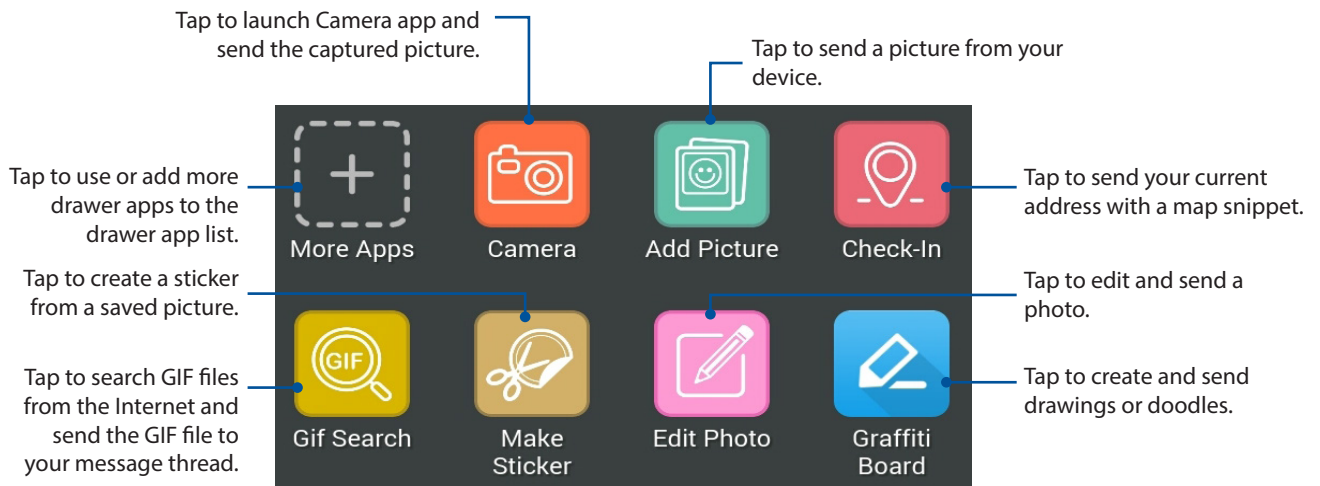 Tap to launch Camera app and
send the captured picture.
Tap to send a picture from your
device.
Tap to use or add more
drawer apps to the
drawer app list.
More Apps
Camera
Add Picture
Check-In
Tap to send your current
address with a map snippet.
Tap to create a sticker
from a saved picture.
Tap to edit and send a
photo.
Tap to search GIF files
from the Internet and
send the GIF file to
your message thread.
GIF
Gif Search
Make
Sticker
Edit Photo
Graffiti
Board
Tap to create and send
drawings or doodles.